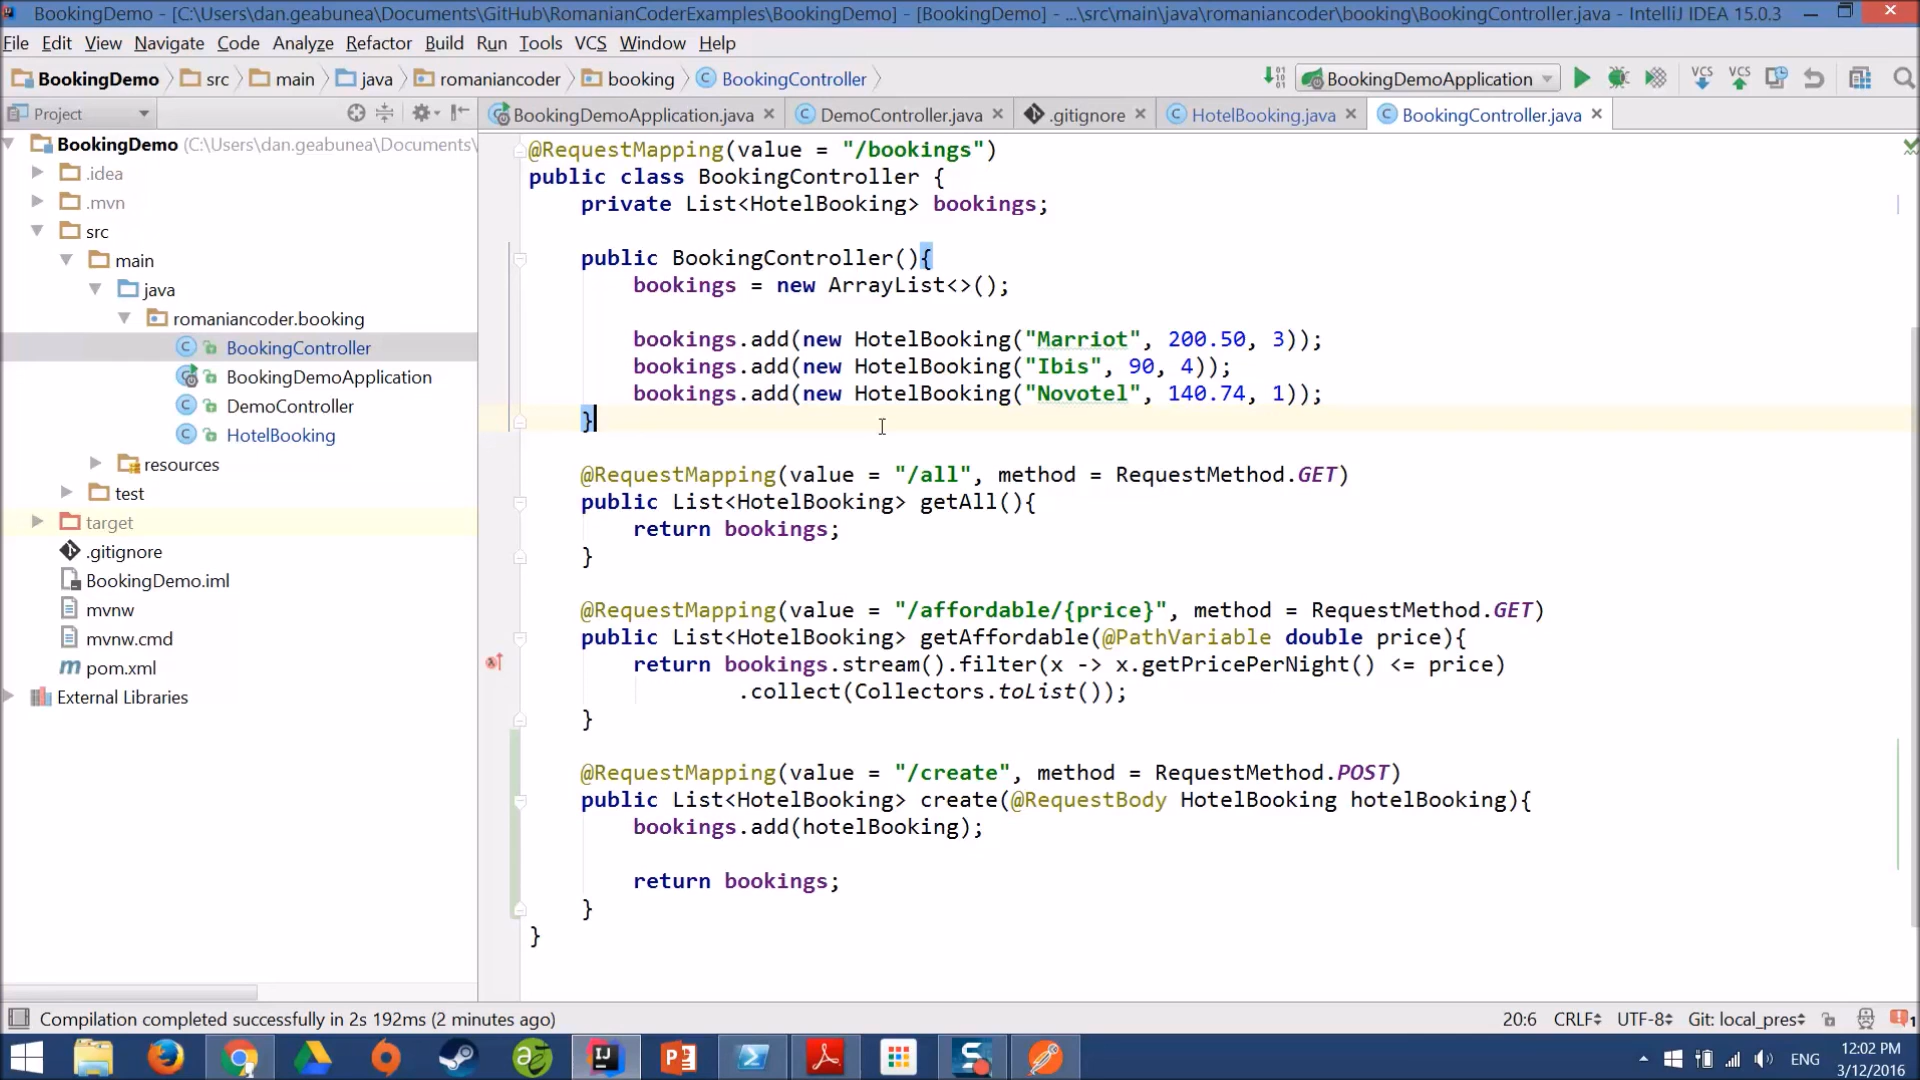 BookingDemo - [C:\Users\dan.geabunea\Documents\GitHub\RomanianCoderExamples\BookingDemo] - [BookingDemo] - ...\src\main\java\romaniancoder\booking\BookingController.java - IntelliJ IDEA 15.0.3
File Edit View Navigate Code Analyze Refactor Build Run Tools VCS Window Help
BookingDemo src main java romaniancoder booking BookingController BookingDemoApplication VCS VCS
Project BookingDemoApplication.java DemoController.java .gitignore HotelBooking.java BookingController.java
BookingDemo (C:\Users\dan.geabunea\Documents\
.idea
.mvn
src
main
java
romaniancoder.booking
BookingController
BookingDemoApplication
DemoController
HotelBooking
resources
test
target
.gitignore
BookingDemo.iml
mvnw
mvnw.cmd
pom.xml
External Libraries
@RequestMapping(value = "/bookings")
public class BookingController {
private List<HotelBooking> bookings;
public BookingController(){
bookings = new ArrayList<>();
bookings.add(new HotelBooking("Marriot", 200.50, 3));
bookings.add(new HotelBooking("Ibis", 90, 4));
bookings.add(new HotelBooking("Novotel", 140.74, 1));
}
@RequestMapping(value = "/all", method = RequestMethod.GET)
public List<HotelBooking> getAll(){
return bookings;
}
@RequestMapping(value = "/affordable/{price}", method = RequestMethod.GET)
public List<HotelBooking> getAffordable(@PathVariable double price){
return bookings.stream().filter(x -> x.getPricePerNight() <= price)
.collect(Collectors.toList());
}
@RequestMapping(value = "/create", method = RequestMethod.POST)
public List<HotelBooking> create(@RequestBody HotelBooking hotelBooking){
bookings.add(hotelBooking);
return bookings;
}
}
Compilation completed successfully in 2s 192ms (2 minutes ago) 20:6 CRLF UTF-8 Git: local_pres
ENG
12:02 PM
3/12/2016